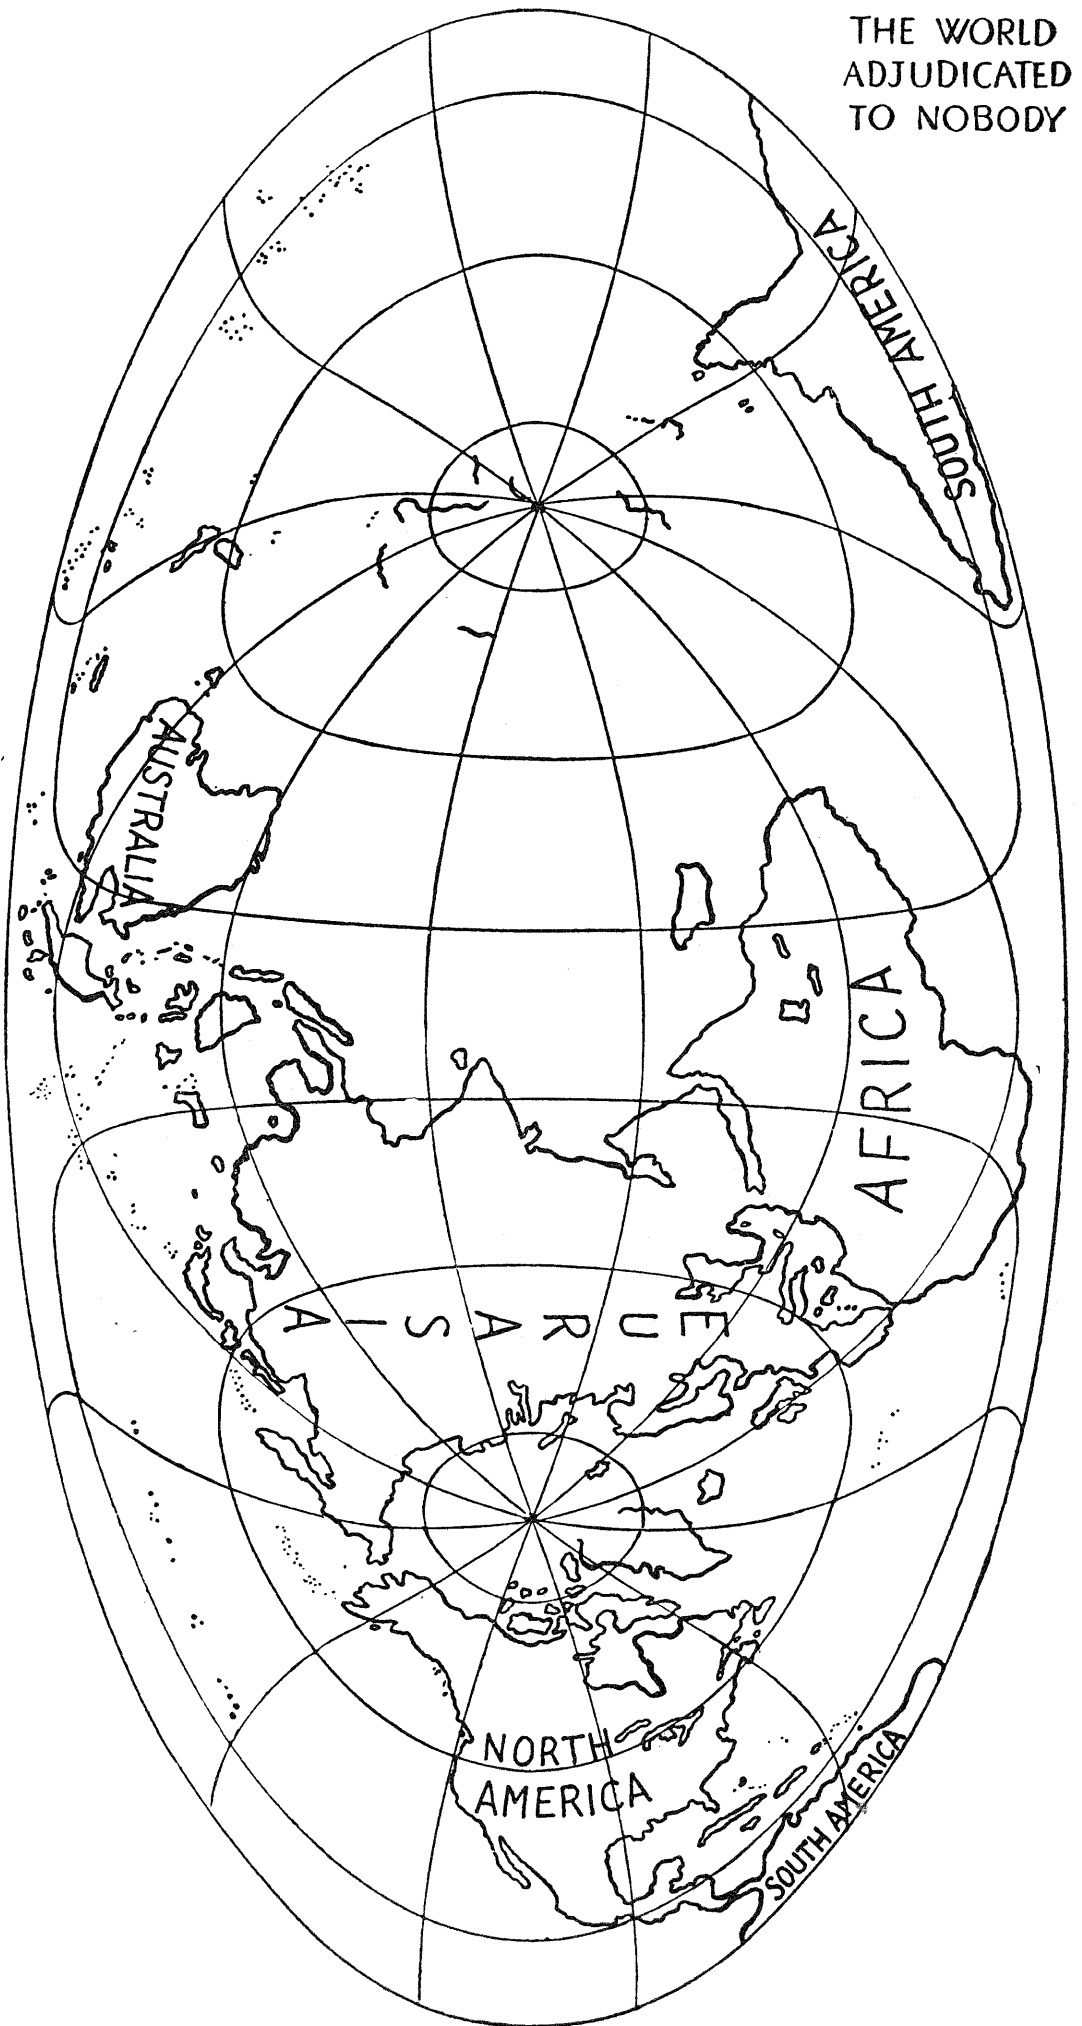 THE WORLD
ADJUDICATED
TO NOBODY
SOUTH AMERICA
AUSTRALIA
AFRICA
EURASIA
NORTH
AMERICA
SOUTH AMERICA